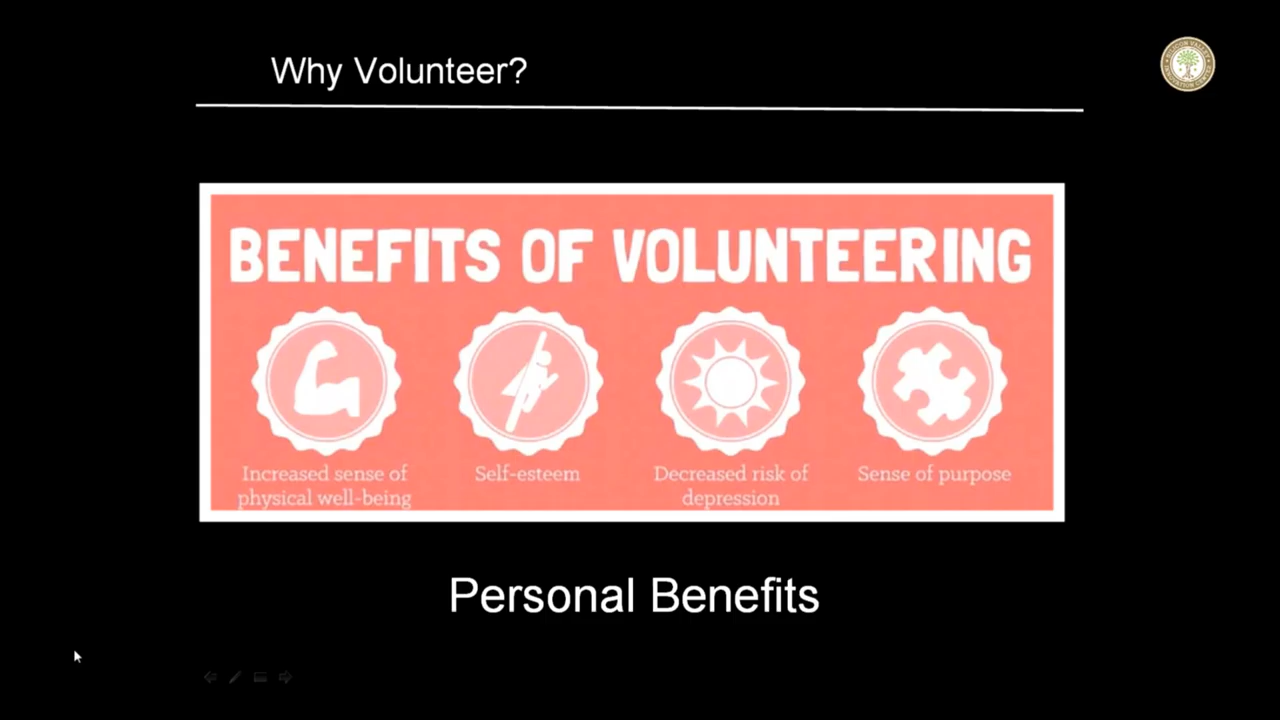 Why Volunteer?
BENEFITS OF VOLUNTEERING
Increased sense of
physical well-being
Self-esteem
Decreased risk of
depression
Sense of purpose
Personal Benefits